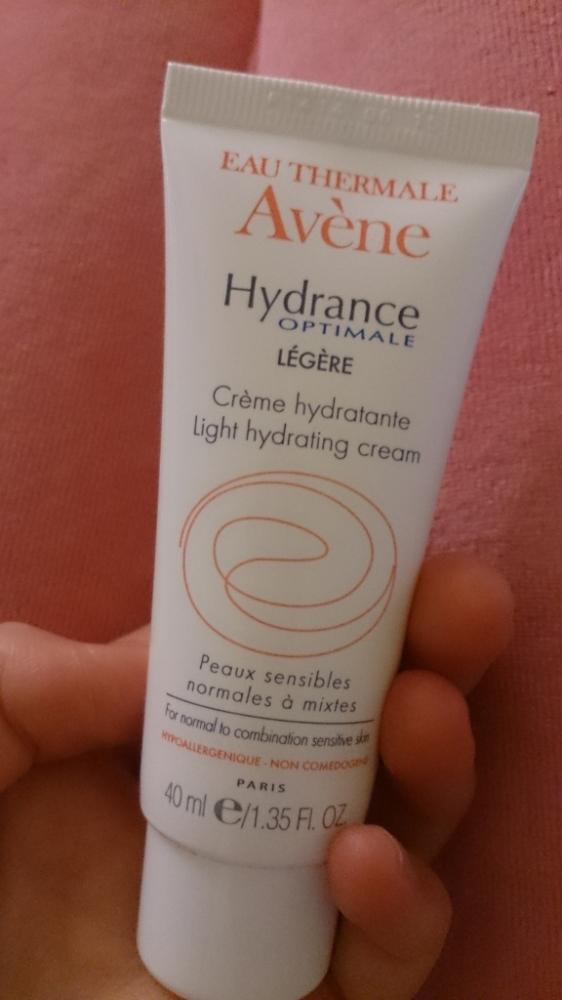 EAU THERMALE
Avène
Hydrance
OPTIMALE
LÉGÈRE
Crème hydratante
Light hydrating cream
Peaux sensibles
normales à mixtes
For normal to combination sensitive skin
HYPOALLERGENIQUE - NON COMEDOGENE
PARIS
40 ml e/1.35 Fl. OZ.